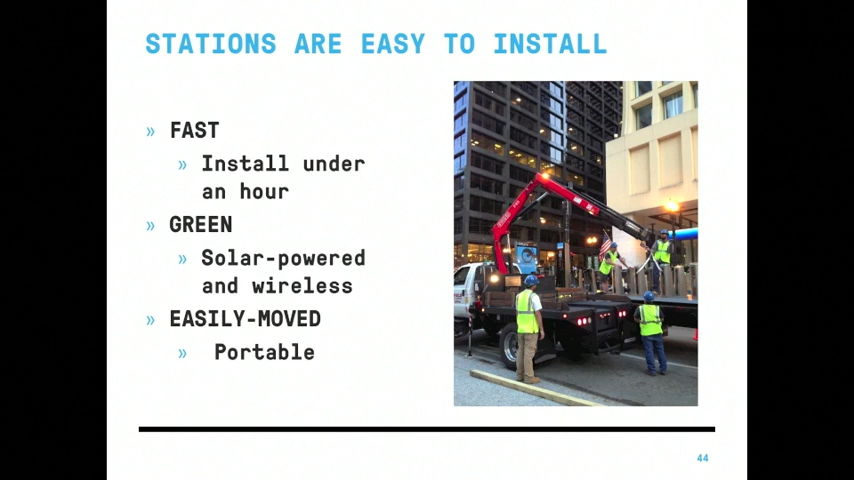 STATIONS ARE EASY TO INSTALL
» FAST
» Install under
an hour
» GREEN
» Solar-powered
and wireless
» EASILY-MOVED
» Portable
44